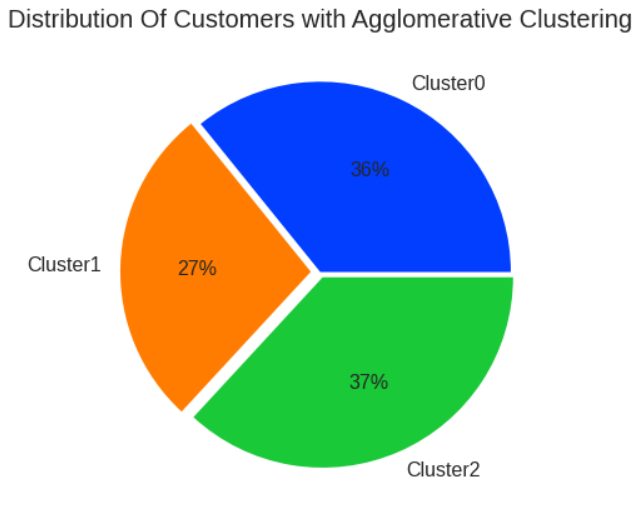 Distribution Of Customers with Agglomerative Clustering
Cluster0
36%
Cluster1
27%
37%
Cluster2